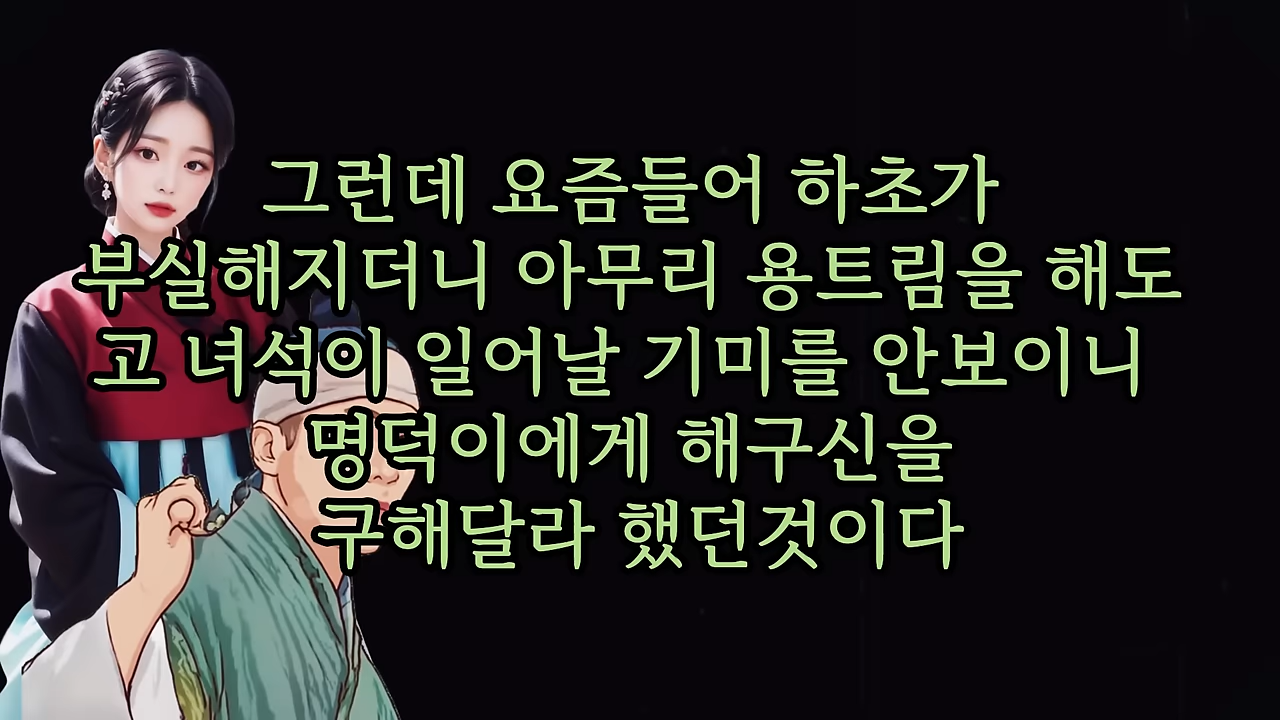 그런데 요즘들어 하초가
부실해지더니 아무리 용트림을 해도
고 녀석이 일어날 기미를 안보이니
명덕이에게 해구신을
구해달라 했던것이다